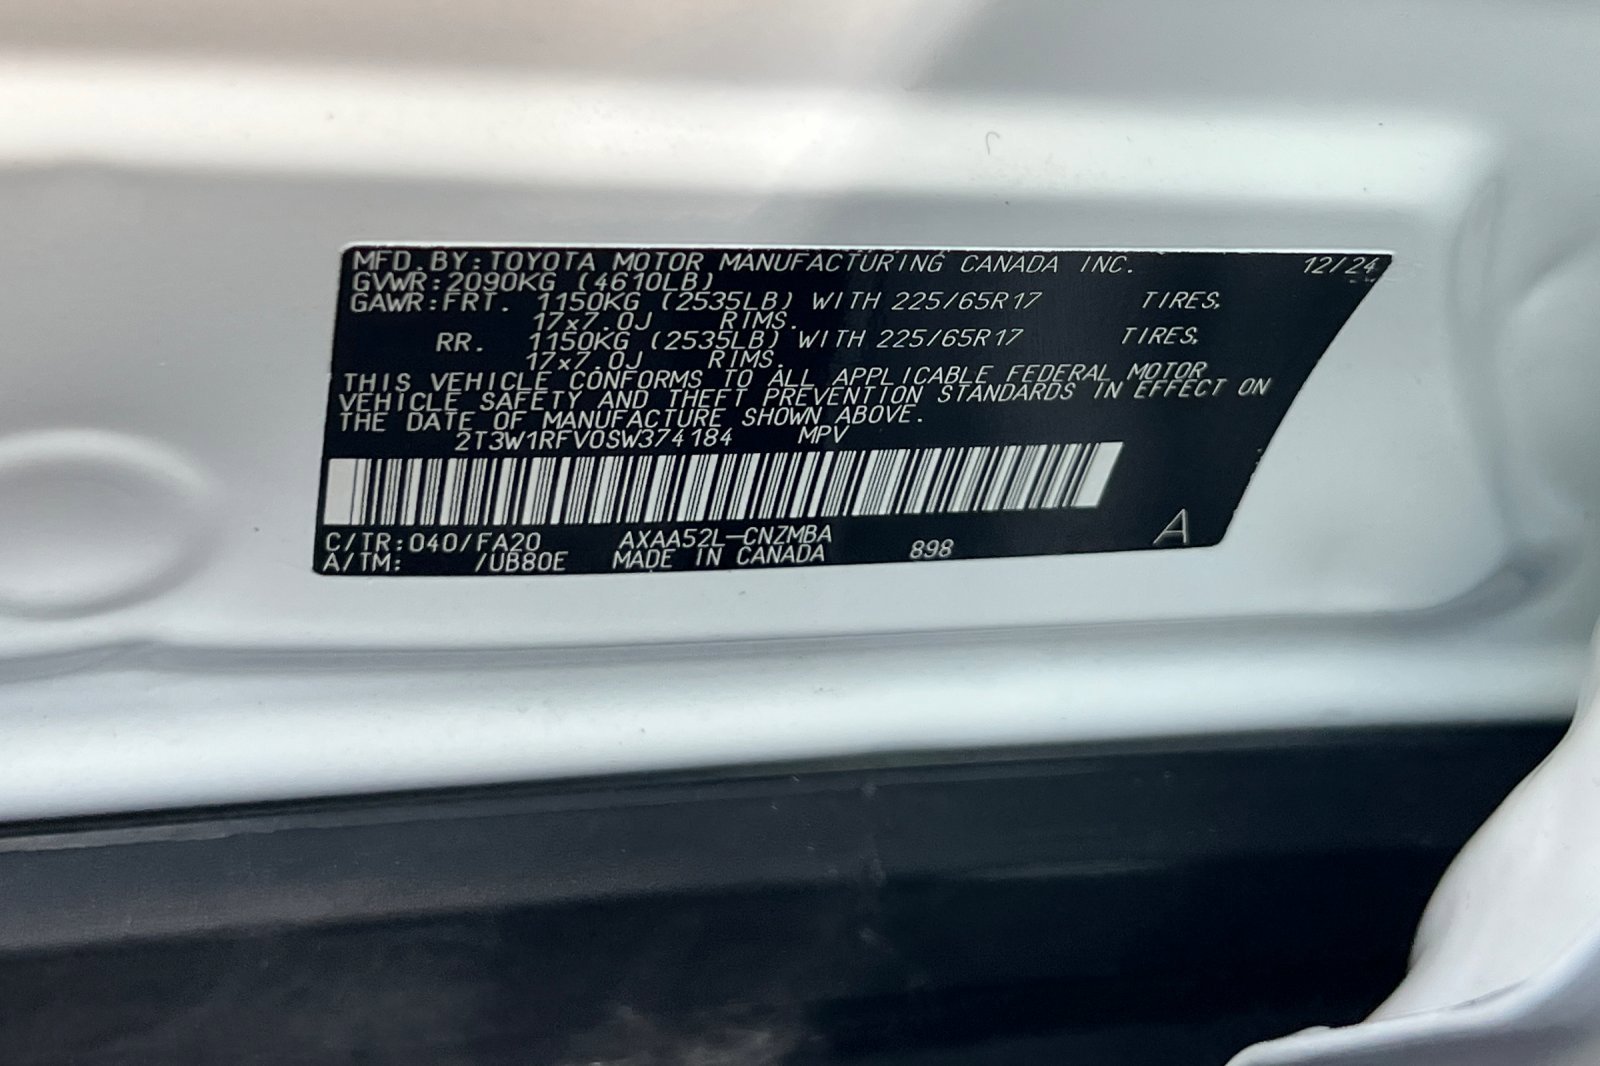 MFD. BY: TOYOTA MOTOR MANUFACTURING CANADA INC. 12/24
GVWR: 2090KG (4610LB)
GAWR: FRT. 1150KG (2535LB) WITH 225/65R17 TIRES,
17x7.0J RIMS.
RR. 1150KG (2535LB) WITH 225/65R17 TIRES,
17x7.0J RIMS.
THIS VEHICLE CONFORMS TO ALL APPLICABLE FEDERAL MOTOR
VEHICLE SAFETY AND THEFT PREVENTION STANDARDS IN EFFECT ON
THE DATE OF MANUFACTURE SHOWN ABOVE.
2T3W1RFV0SW374184 MPV
C/TR: 040/FA20 AXAA52L-CNZMBA
A/TM: /UB80E MADE IN CANADA 898 A